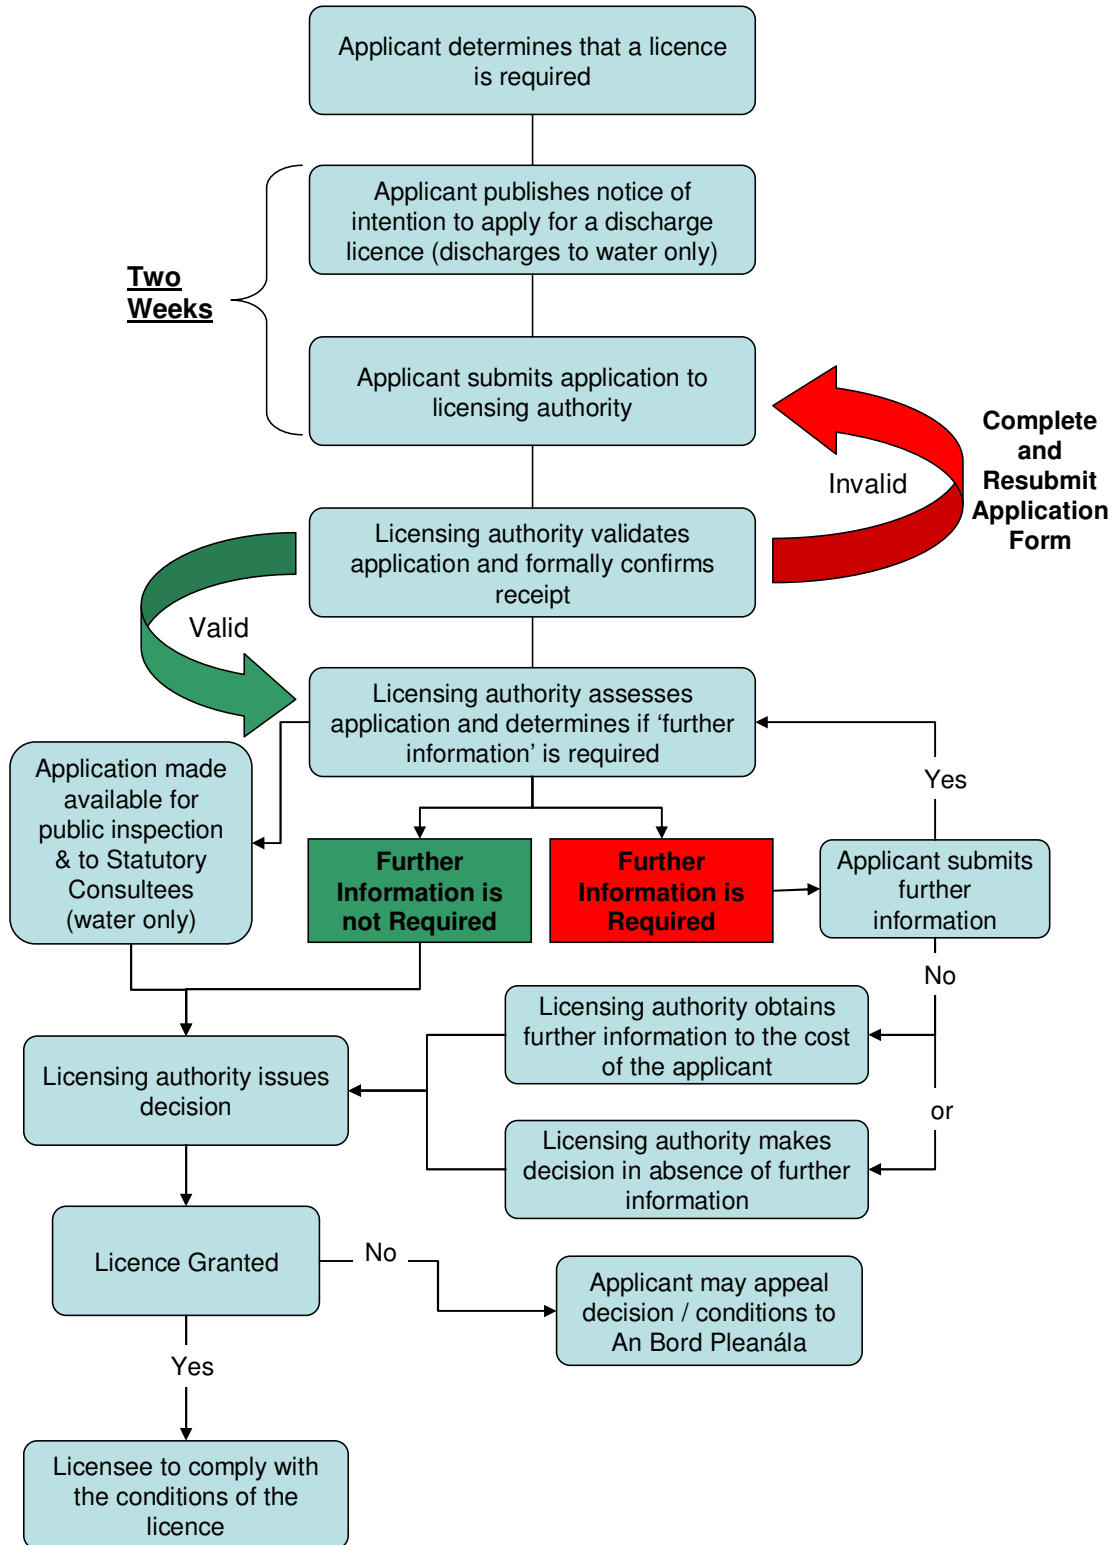 Applicant determines that a licence
is required
Applicant publishes notice of
intention to apply for a discharge
licence (discharges to water only)
Two
Weeks
Applicant submits application to
licensing authority
Complete
and
Resubmit
Application
Form
Invalid
Licensing authority validates
application and formally confirms
receipt
Valid
Licensing authority assesses
application and determines if ‘further
information’ is required
Application made
available for
public inspection
& to Statutory
Consultees
(water only)
Further
Information is
not Required
Further
Information is
Required
Yes
Applicant submits
further
information
No
Licensing authority obtains
further information to the cost
of the applicant
Licensing authority issues
decision
or
Licensing authority makes
decision in absence of further
information
Licence Granted
No
Applicant may appeal
decision / conditions to
An Bord Pleanála
Yes
Licensee to comply with
the conditions of the
licence